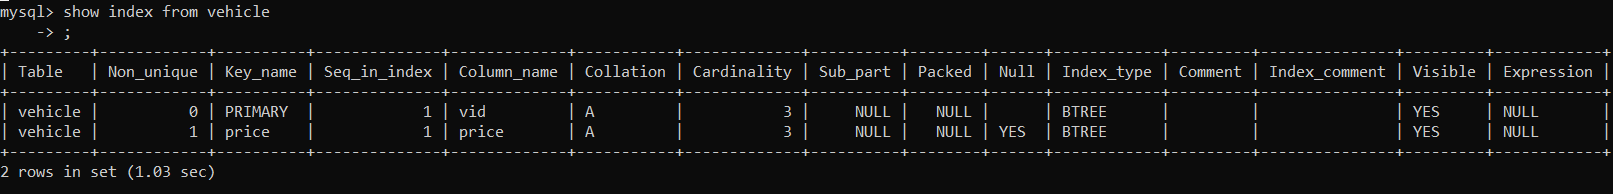 mysql> show index from vehicle
    -> ;
+---------+------------+----------+--------------+-------------+-----------+-------------+----------+--------+------+------------+---------+---------------+---------+------------+
| Table   | Non_unique | Key_name | Seq_in_index | Column_name | Collation | Cardinality | Sub_part | Packed | Null | Index_type | Comment | Index_comment | Visible | Expression |
+---------+------------+----------+--------------+-------------+-----------+-------------+----------+--------+------+------------+---------+---------------+---------+------------+
| vehicle |          0 | PRIMARY  |            1 | vid         | A         |           3 |     NULL |   NULL |      | BTREE      |         |               | YES     | NULL       |
| vehicle |          1 | price    |            1 | price       | A         |           3 |     NULL |   NULL | YES  | BTREE      |         |               | YES     | NULL       |
+---------+------------+----------+--------------+-------------+-----------+-------------+----------+--------+------+------------+---------+---------------+---------+------------+
2 rows in set (1.03 sec)